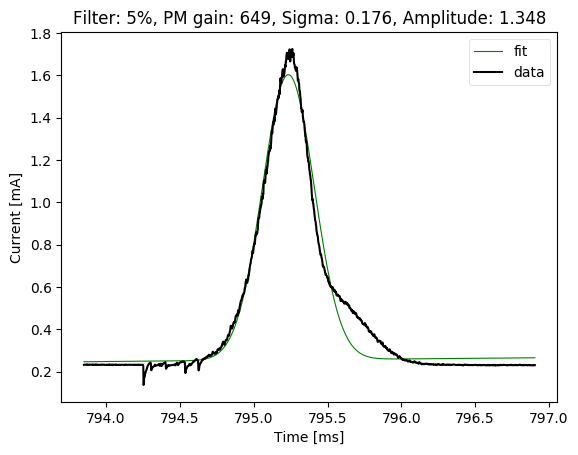 Filter: 5%, PM gain: 649, Sigma: 0.176, Amplitude: 1.348
fit
data
1.8
1.6
1.4
1.2
1.0
0.8
0.6
0.4
0.2
Current [mA]
794.0 794.5 795.0 795.5 796.0 796.5 797.0
Time [ms]